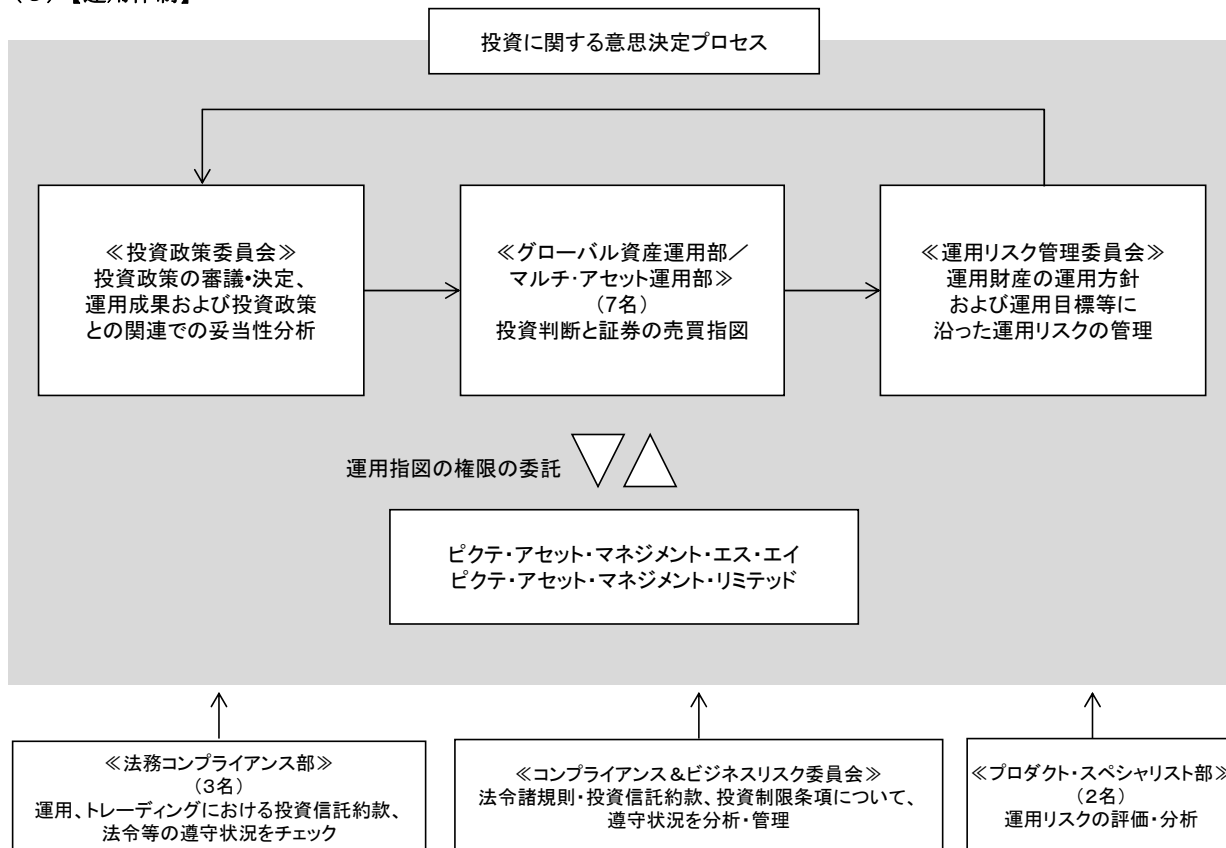 投資に関する意思決定プロセス
≪投資政策委員会≫
投資政策の審議・決定、
運用成果および投資政策
との関連での妥当性分析
≪グローバル資産運用部／
マルチ・アセット運用部≫
(7名)
投資判断と証券の売買指図
≪運用リスク管理委員会≫
運用財産の運用方針
および運用目標等に
沿った運用リスクの管理
運用指図の権限の委託
ピクテ・アセット・マネジメント・エス・エイ
ピクテ・アセット・マネジメント・リミテッド
≪法務コンプライアンス部≫
(3名)
運用、トレーディングにおける投資信託約款、
法令等の遵守状況をチェック
≪コンプライアンス＆ビジネスリスク委員会≫
法令諸規則・投資信託約款、投資制限条項について、
遵守状況を分析・管理
≪プロダクト・スペシャリスト部≫
(2名)
運用リスクの評価・分析